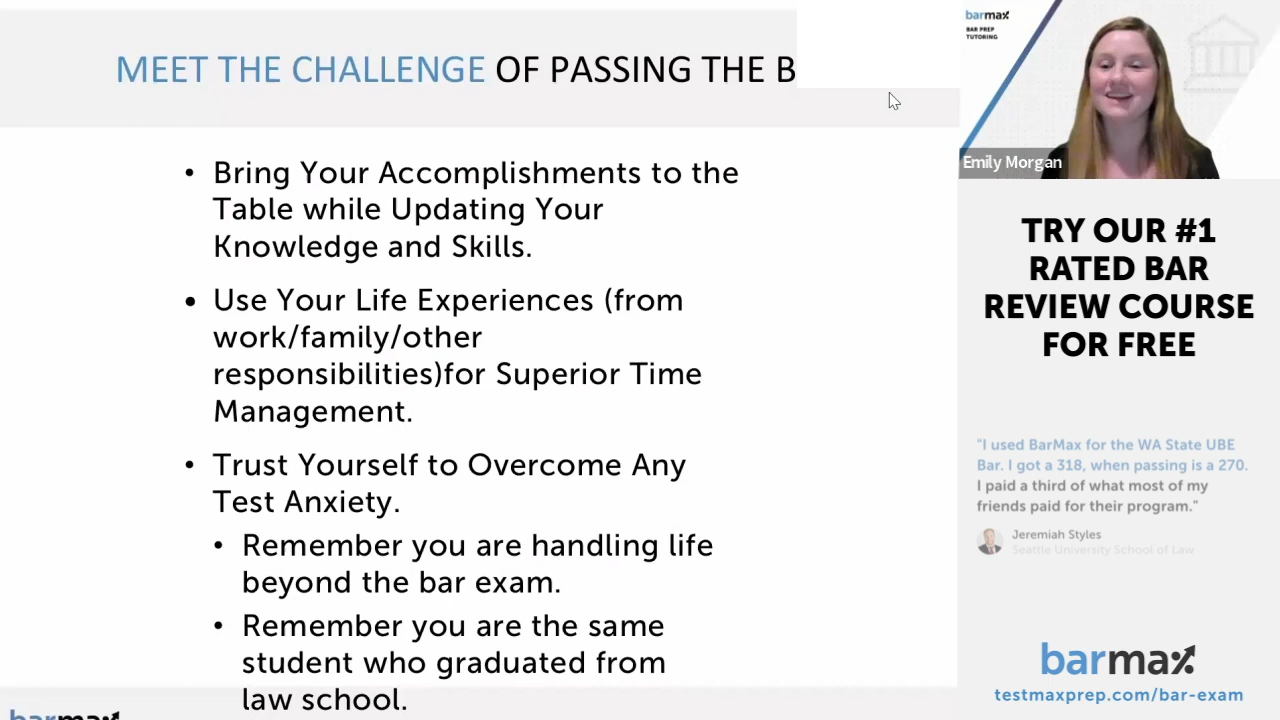 MEET THE CHALLENGE OF PASSING THE B
• Bring Your Accomplishments to the
Table while Updating Your
Knowledge and Skills.
• Use Your Life Experiences (from
work/family/other
responsibilities)for Superior Time
Management.
• Trust Yourself to Overcome Any
Test Anxiety.
• Remember you are handling life
beyond the bar exam.
• Remember you are the same
student who graduated from
law school.
barmax
barmax
BAR PREP
TUTORING
Emily Morgan
TRY OUR #1
RATED BAR
REVIEW COURSE
FOR FREE
"I used BarMax for the WA State UBE
Bar. I got a 318, when passing is a 270.
I paid a third of what most of my
friends paid for their program."
Jeremiah Styles
Seattle University School of Law
barmax
testmaxprep.com/bar-exam